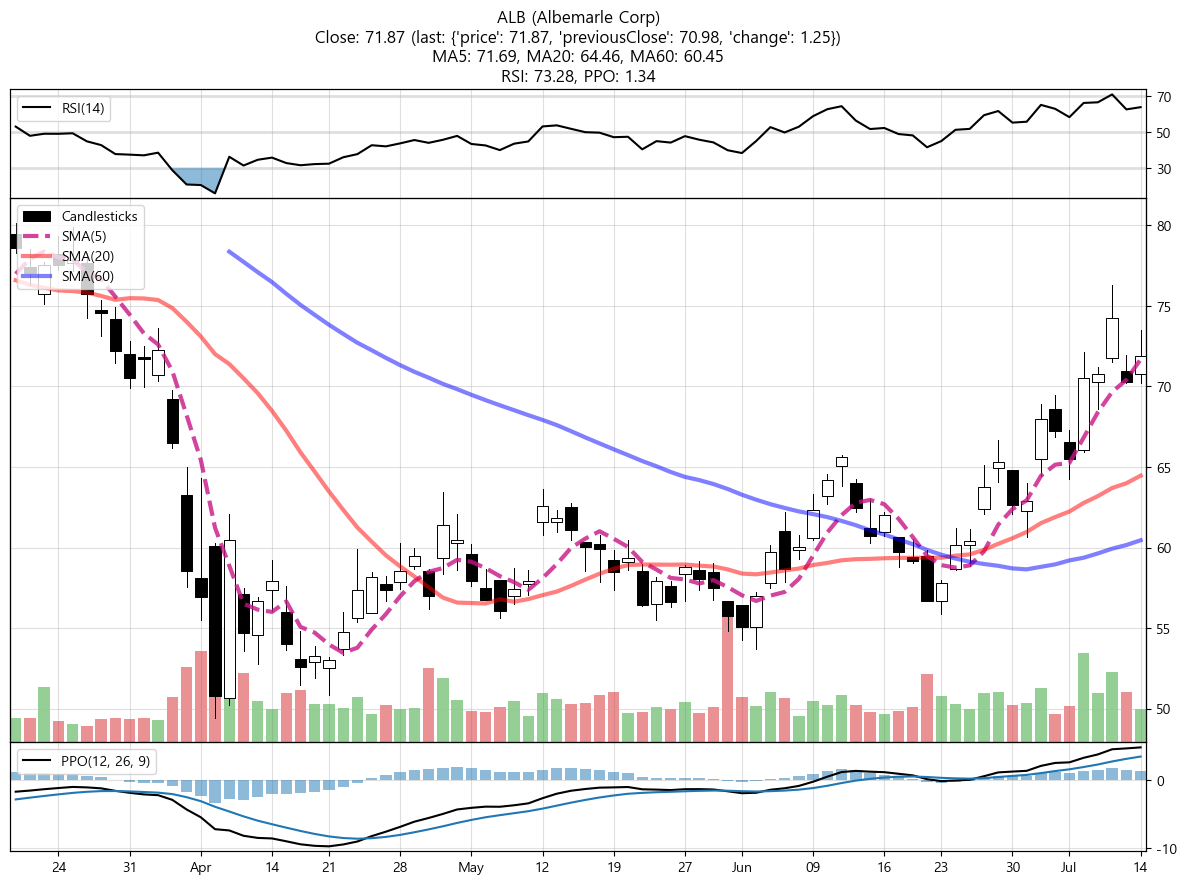 ALB (Albemarle Corp)
Close: 71.87 (last: {'price': 71.87, 'previousClose': 70.98, 'change': 1.25})
MA5: 71.69, MA20: 64.46, MA60: 60.45
RSI: 73.28, PPO: 1.34
RSI(14)
70
50
30
Candlesticks
SMA(5)
SMA(20)
SMA(60)
80
75
70
65
60
55
50
PPO(12, 26, 9)
0
-10
24 31 Apr 14 21 28 May 12 19 27 Jun 09 16 23 30 Jul 14